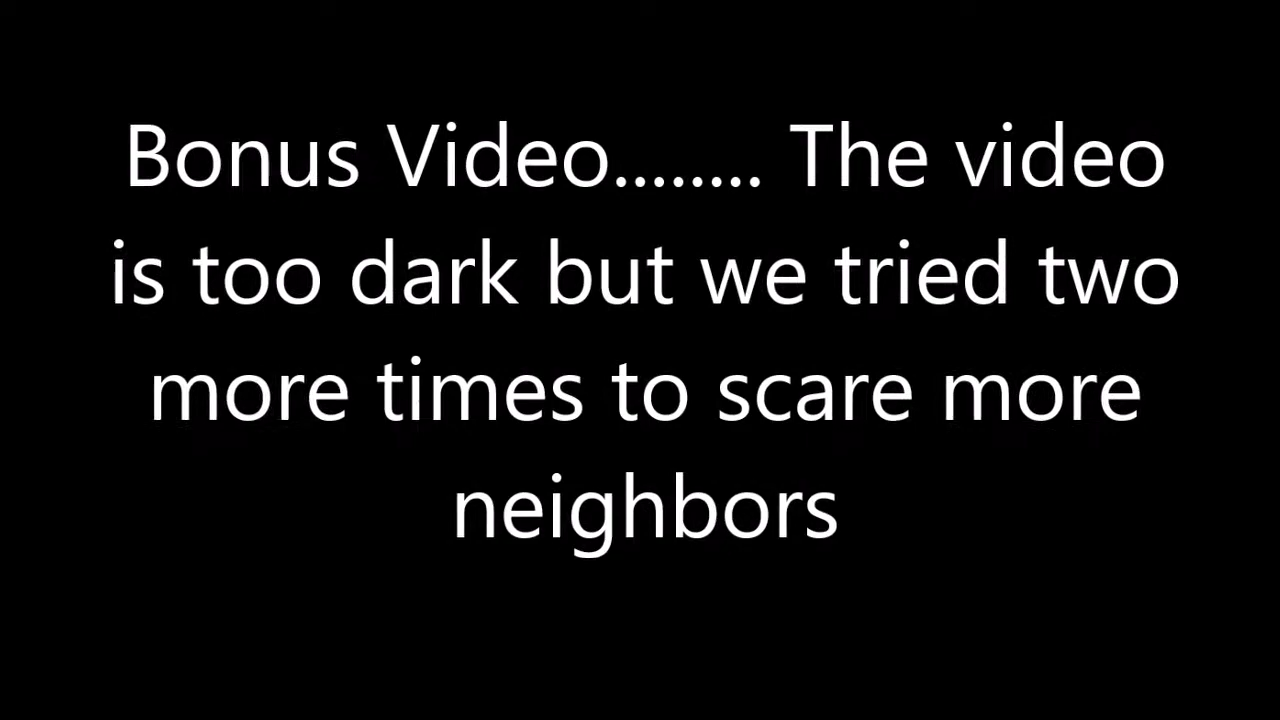 Bonus Video........ The video
is too dark but we tried two
more times to scare more
neighbors